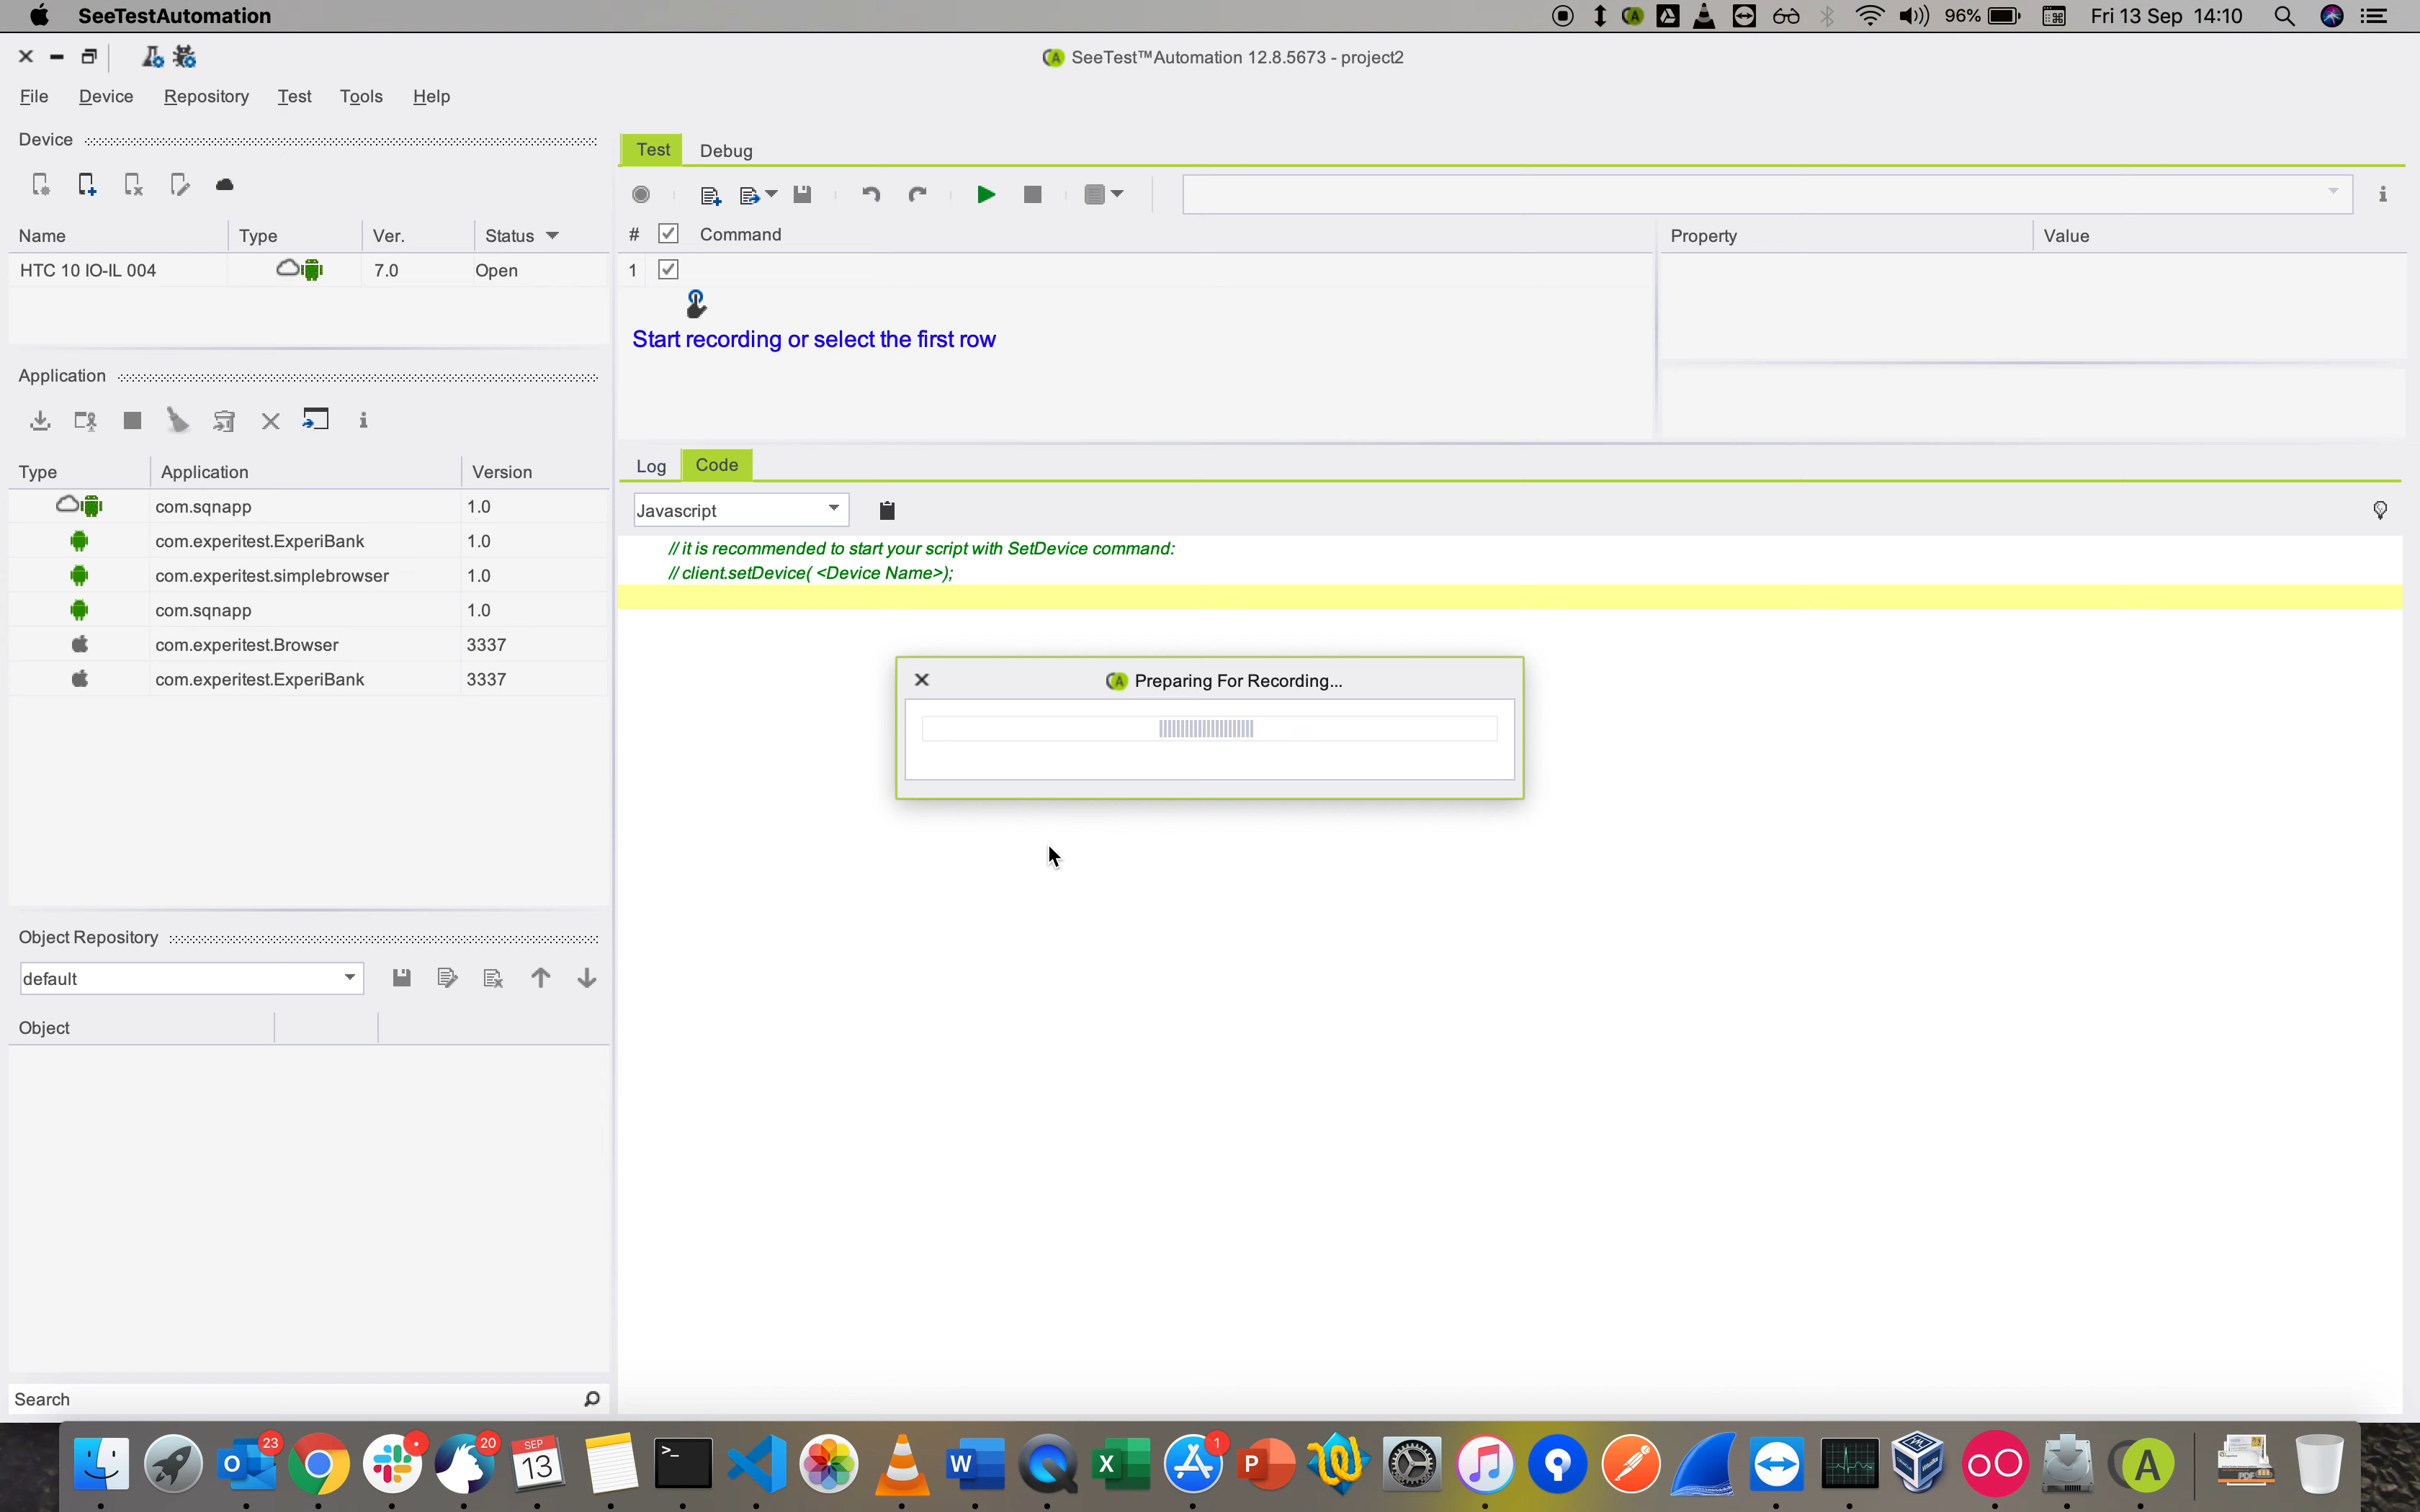 SeeTestAutomation
96% Fri 13 Sep 14:10
SeeTest™Automation 12.8.5673 - project2
File Device Repository Test Tools Help
Device
Name Type Ver. Status
HTC 10 IO-IL 004 7.0 Open
Application
Type Application Version
com.sqnapp 1.0
com.experitest.ExperiBank 1.0
com.experitest.simplebrowser 1.0
com.sqnapp 1.0
com.experitest.Browser 3337
com.experitest.ExperiBank 3337
Object Repository
default
Object
Search
Test Debug
# Command
1
Start recording or select the first row
Property Value
Log Code
Javascript
// it is recommended to start your script with SetDevice command:
// client.setDevice( <Device Name>);
Preparing For Recording...
23
20
SEP
13
1
PDF